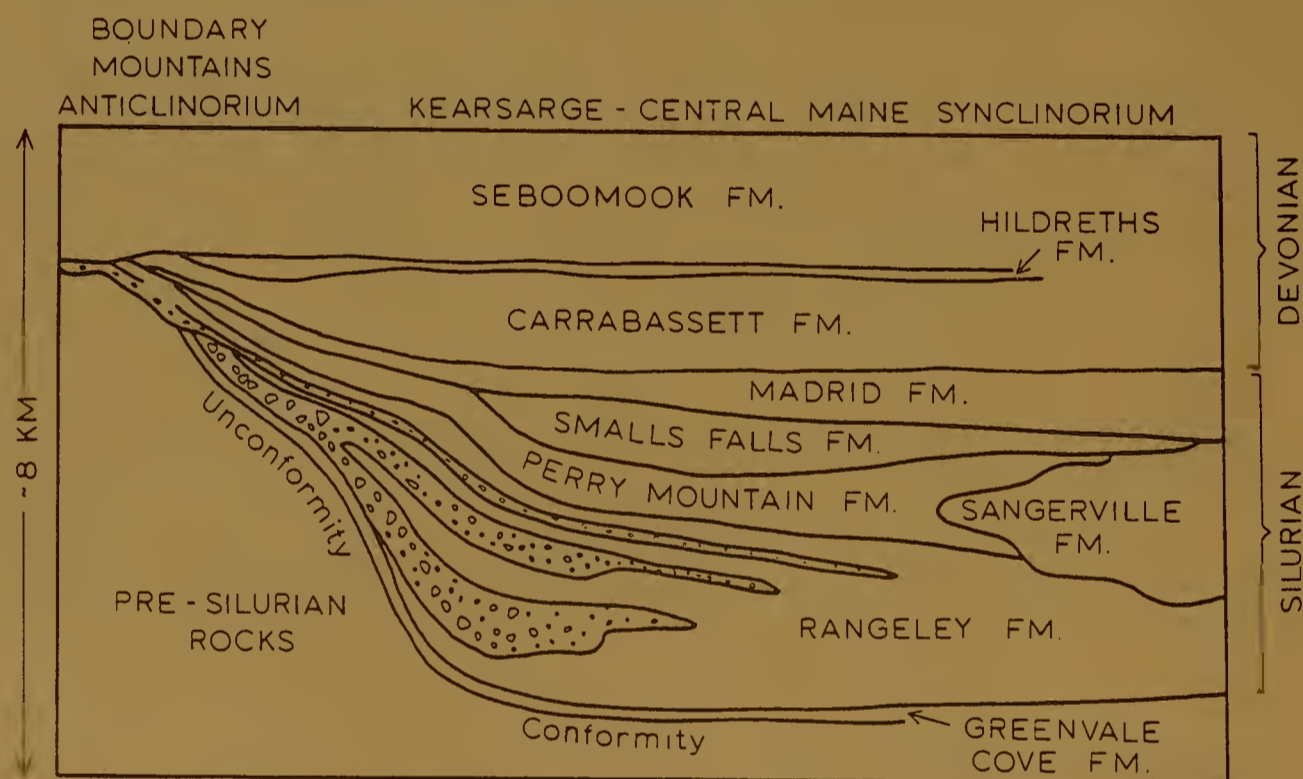 BOUNDARY
MOUNTAINS
ANTICLINORIUM
KEARSARGE - CENTRAL MAINE SYNCLINORIUM
SEBOOMOOK FM.
HILDRETHS
FM.
CARRABASSETT FM.
MADRID FM.
SMALLS FALLS FM.
PERRY MOUNTAIN FM.
SANGERVILLE
FM.
RANGELEY FM.
Unconformity
PRE - SILURIAN
ROCKS
Conformity
GREENVALE
COVE FM.
~8 KM
DEVONIAN
SILURIAN